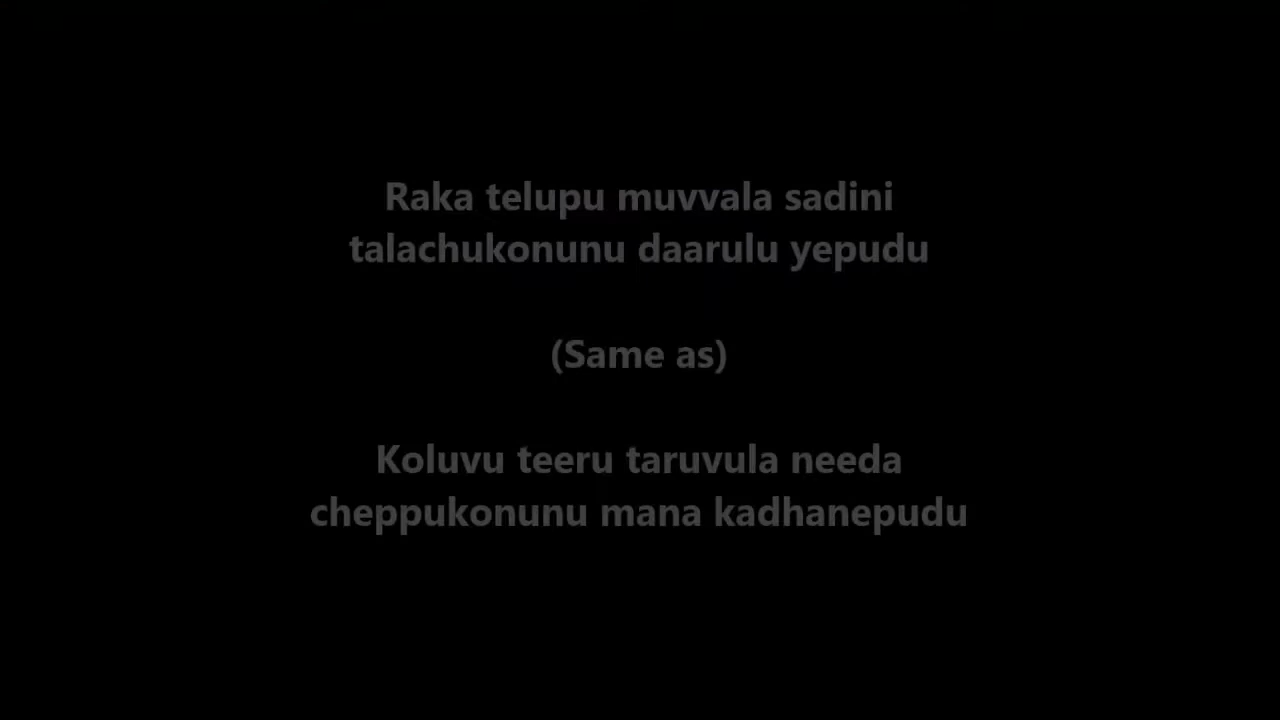 Raka telupu muvvala sadini
talachukonunu daarulu yepudu
(Same as)
Koluvu teeru taruvula needa
cheppukonunu mana kadhanepudu